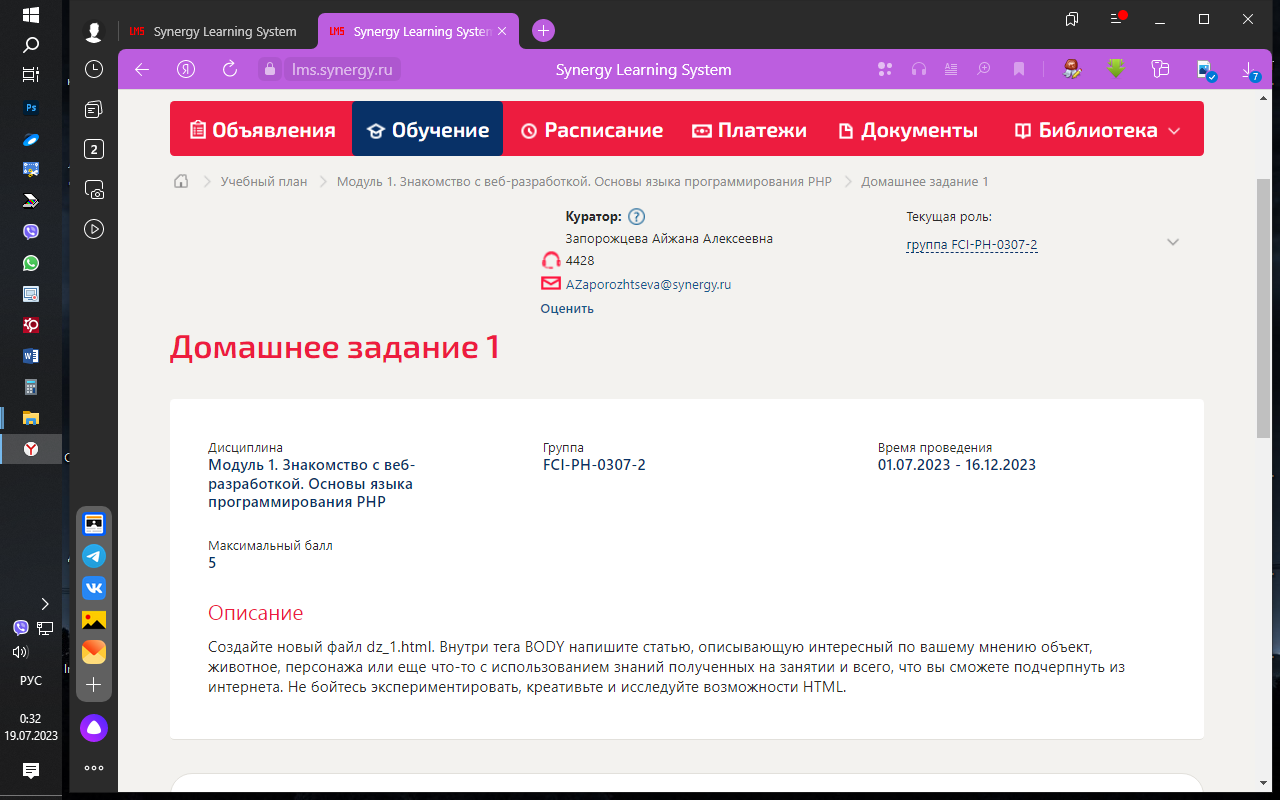 LMS Synergy Learning System
LMS Synergy Learning System
lms.synergy.ru
Synergy Learning System
7
2
Объявления
Обучение
Расписание
Платежи
Документы
Библиотека
Учебный план
Модуль 1. Знакомство с веб-разработкой. Основы языка программирования PHP
Домашнее задание 1
Куратор: ?
Запорожцева Айжана Алексеевна
4428
AZaporozhtseva@synergy.ru
Оценить
Текущая роль:
группа FCI-PH-0307-2
Домашнее задание 1
Дисциплина
Модуль 1. Знакомство с веб-
разработкой. Основы языка
программирования PHP
Группа
FCI-PH-0307-2
Время проведения
01.07.2023 - 16.12.2023
Максимальный балл
5
Описание
Создайте новый файл dz_1.html. Внутри тега BODY напишите статью, описывающую интересный по вашему мнению объект,
животное, персонажа или еще что-то с использованием знаний полученных на занятии и всего, что вы сможете подчерпнуть из
интернета. Не бойтесь экспериментировать, креативьте и исследуйте возможности HTML.
Ps
РУС
0:32
19.07.2023